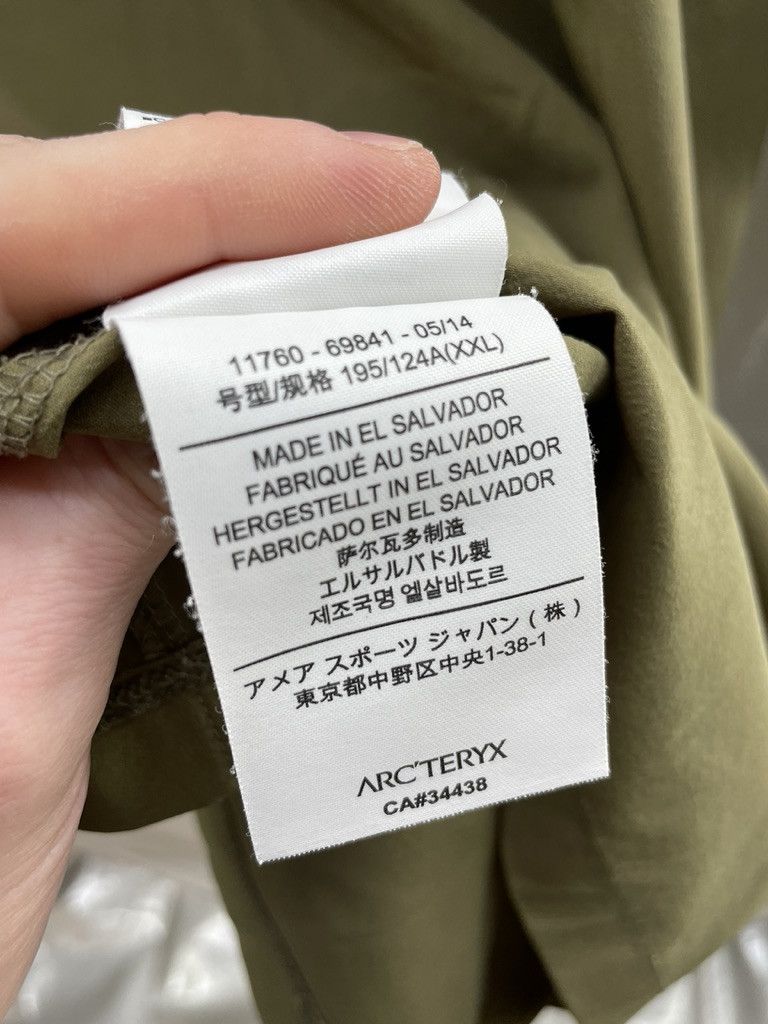 11760 - 69841 - 05/14
号型/规格 195/124A(XXL)
MADE IN EL SALVADOR
FABRIQUÉ AU SALVADOR
HERGESTELLT IN EL SALVADOR
FABRICADO EN EL SALVADOR
萨尔瓦多制造
エルサルバドル製
제조국명 엘살바도르
アメア スポーツ ジャパン ( 株 )
東京都中野区中央1-38-1
ARC'TERYX
CA#34438